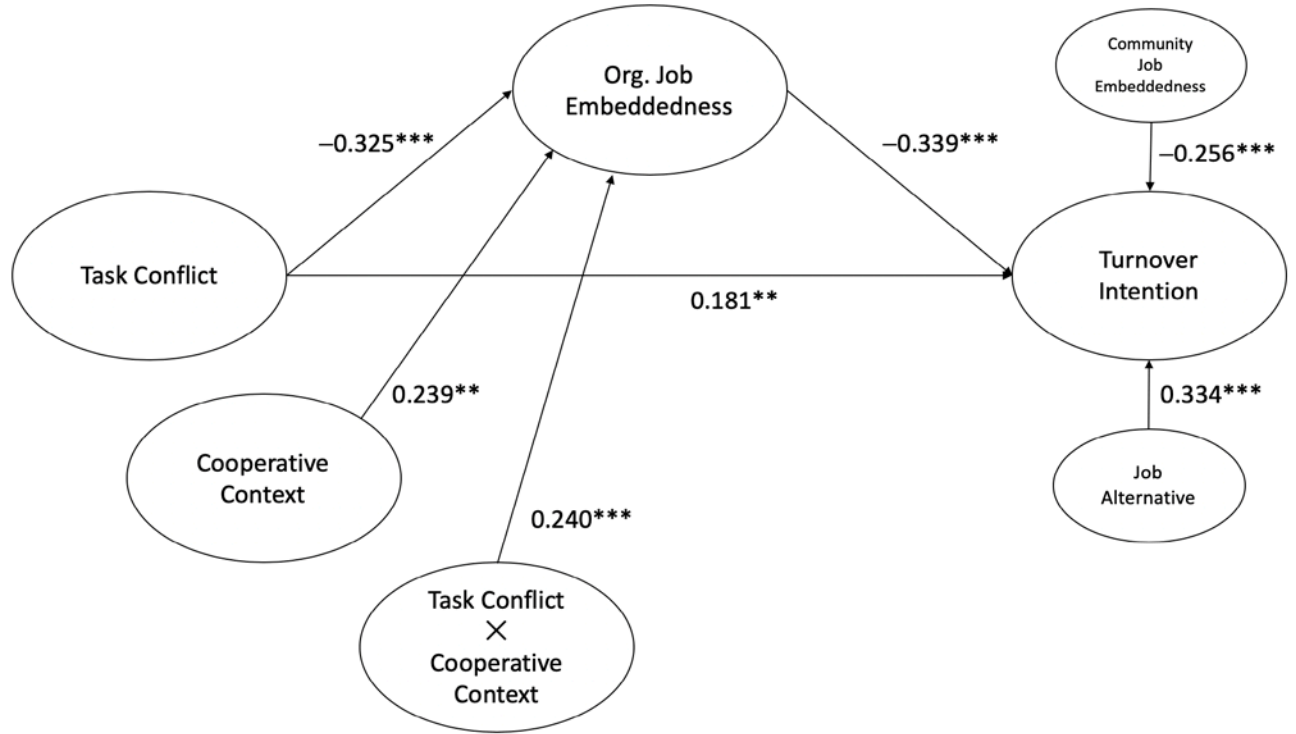 Org. Job
Embeddedness
Community
Job
Embeddedness
−0.325***
−0.339***
−0.256***
Task Conflict
Turnover
Intention
0.181**
0.239**
0.334***
Cooperative
Context
Job
Alternative
0.240***
Task Conflict
×
Cooperative
Context